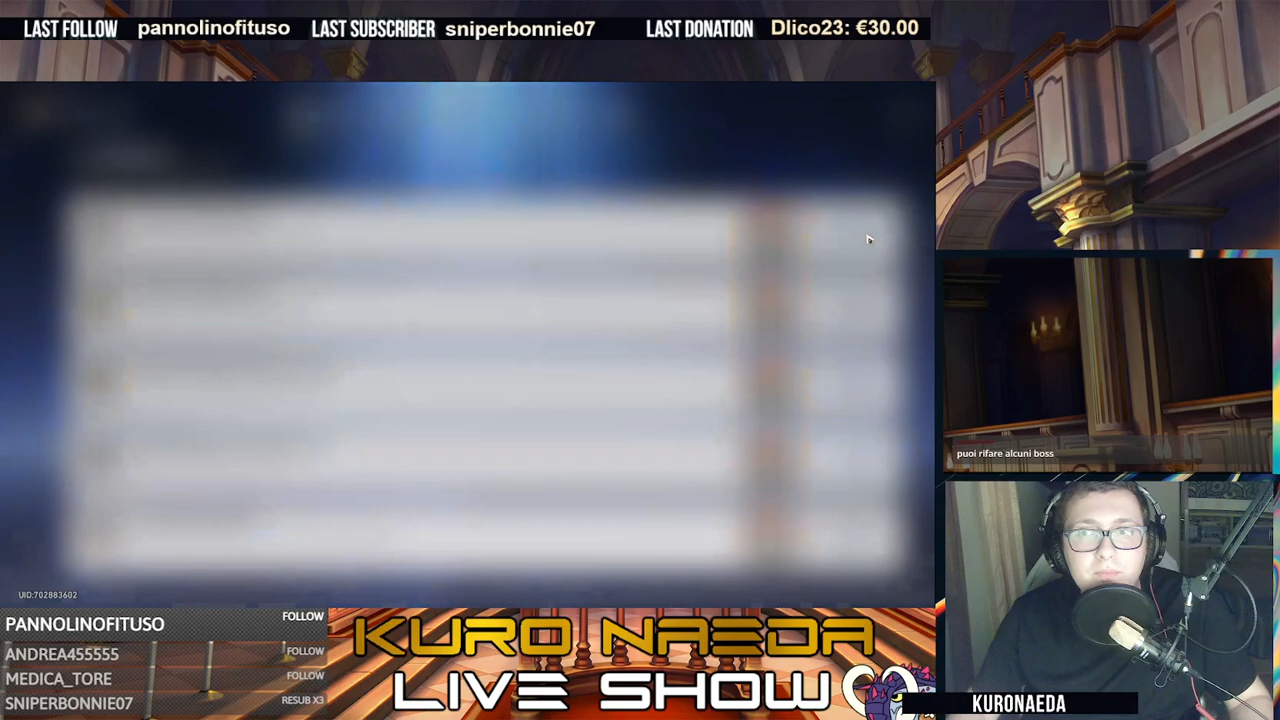 LAST FOLLOW pannolinofituso LAST SUBSCRIBER sniperbonnie07 LAST DONATION Dlico23: €30.00
puoi rifare alcuni boss
UID:702883602
PANNOLINOFITUSO FOLLOW
ANDREA455555 FOLLOW
MEDICA_TORE FOLLOW
SNIPERBONNIE07 RESUB X3
KURO NAEDA
LIVE SHOW
KURONAEDA